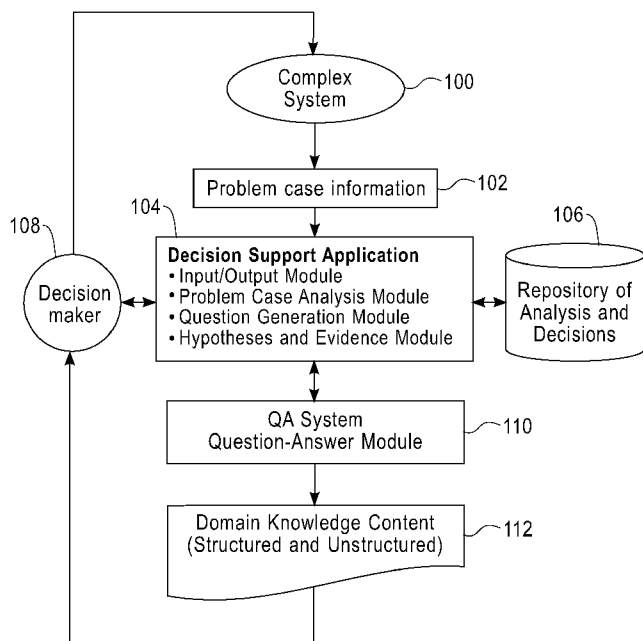 Complex
System
100
Problem case information
102
104
Decision Support Application
• Input/Output Module
• Problem Case Analysis Module
• Question Generation Module
• Hypotheses and Evidence Module
106
Repository of
Analysis and
Decisions
108
Decision
maker
QA System
Question-Answer Module
110
Domain Knowledge Content
(Structured and Unstructured)
112